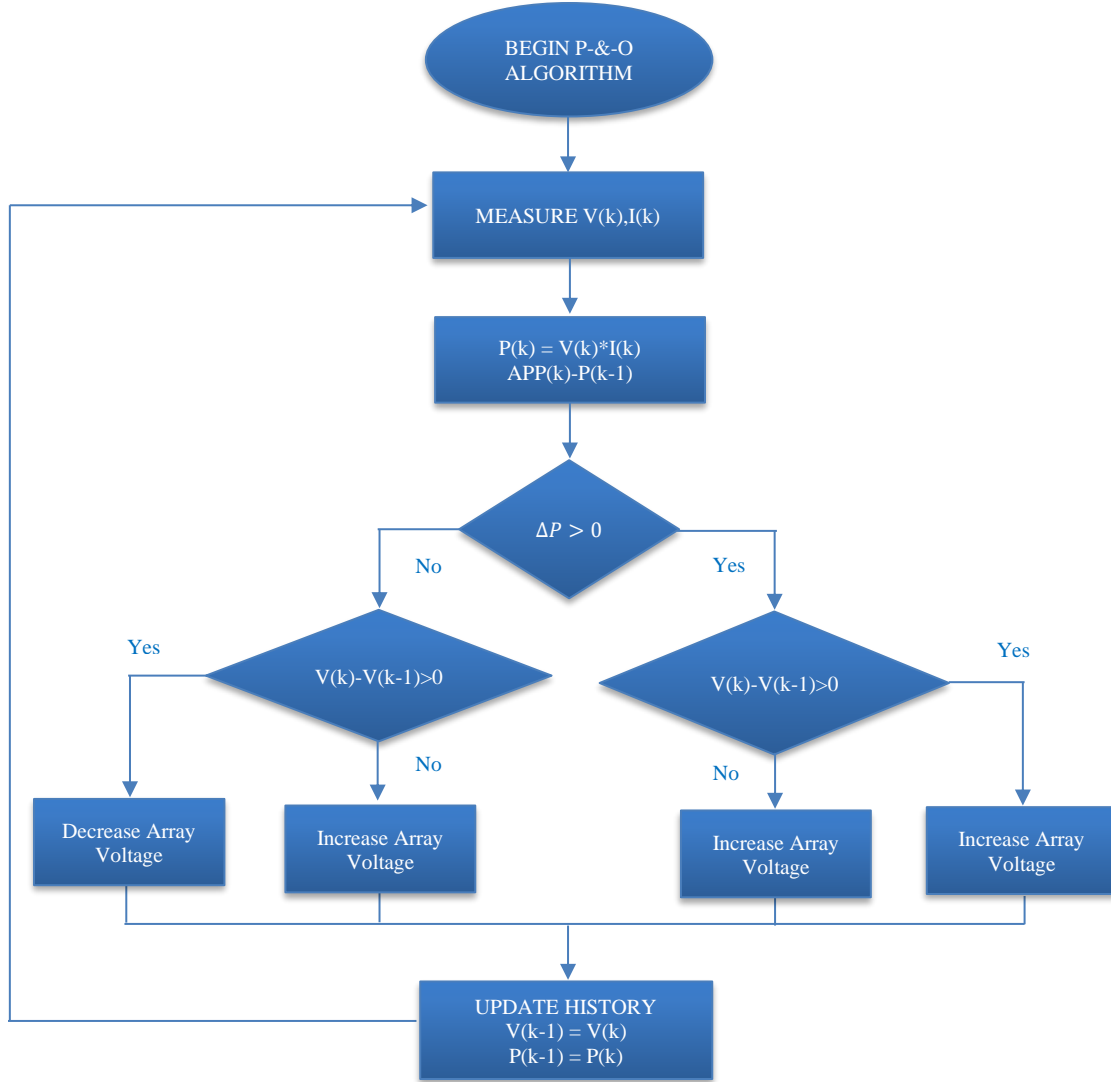 BEGIN P-&-O
ALGORITHM
MEASURE V(k),I(k)
P(k) = V(k)*I(k)
APP(k)-P(k-1)
ΔP > 0
No
Yes
Yes
V(k)-V(k-1)>0
V(k)-V(k-1)>0
Yes
No
No
Decrease Array
Voltage
Increase Array
Voltage
Increase Array
Voltage
Increase Array
Voltage
UPDATE HISTORY
V(k-1) = V(k)
P(k-1) = P(k)